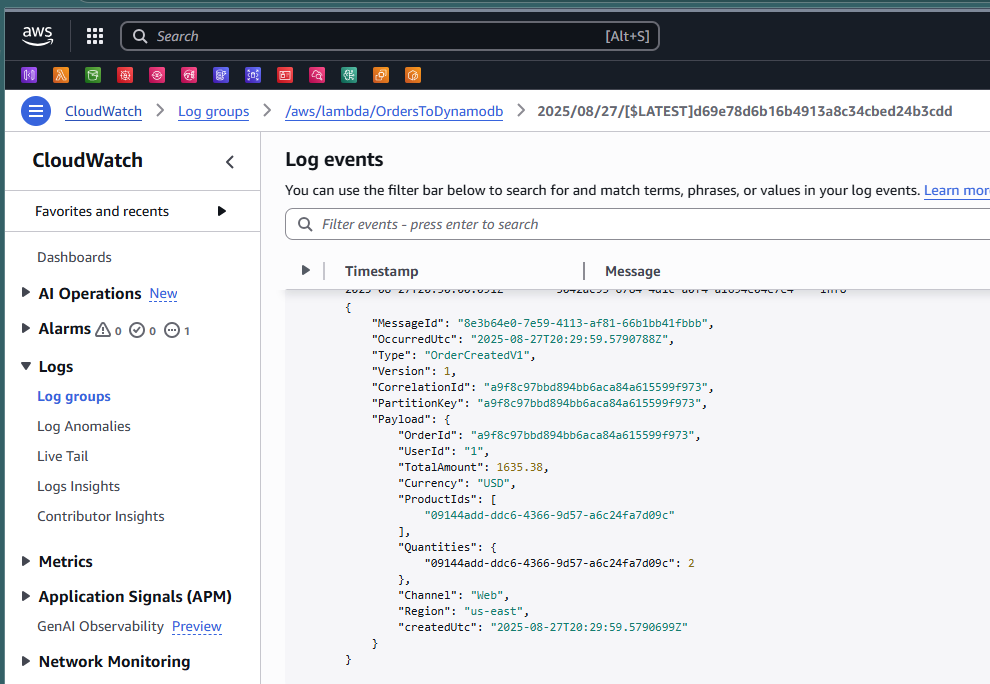 aws
Search
[Alt+S]
CloudWatch
Log groups
/aws/lambda/OrdersToDynamodb
2025/08/27/[$LATEST]d69e78d6b16b4913a8c34cbed24b3cdd
CloudWatch
Favorites and recents
Dashboards
AI Operations New
Alarms 0 0 1
Logs
Log groups
Log Anomalies
Live Tail
Logs Insights
Contributor Insights
Metrics
Application Signals (APM)
GenAI Observability Preview
Network Monitoring
Log events
You can use the filter bar below to search for and match terms, phrases, or values in your log events. Learn mor
Filter events - press enter to search
Timestamp
Message
{
"MessageId": "8e3b64e0-7e59-4113-af81-66b1bb41fbbb",
"OccurredUtc": "2025-08-27T20:29:59.5790788Z",
"Type": "OrderCreatedV1",
"Version": 1,
"CorrelationId": "a9f8c97bbd894bb6aca84a615599f973",
"PartitionKey": "a9f8c97bbd894bb6aca84a615599f973",
"Payload": {
"OrderId": "a9f8c97bbd894bb6aca84a615599f973",
"UserId": "1",
"TotalAmount": 1635.38,
"Currency": "USD",
"ProductIds": [
"09144add-ddc6-4366-9d57-a6c24fa7d09c"
],
"Quantities": {
"09144add-ddc6-4366-9d57-a6c24fa7d09c": 2
},
"Channel": "Web",
"Region": "us-east",
"createdUtc": "2025-08-27T20:29:59.5790699Z"
}
}